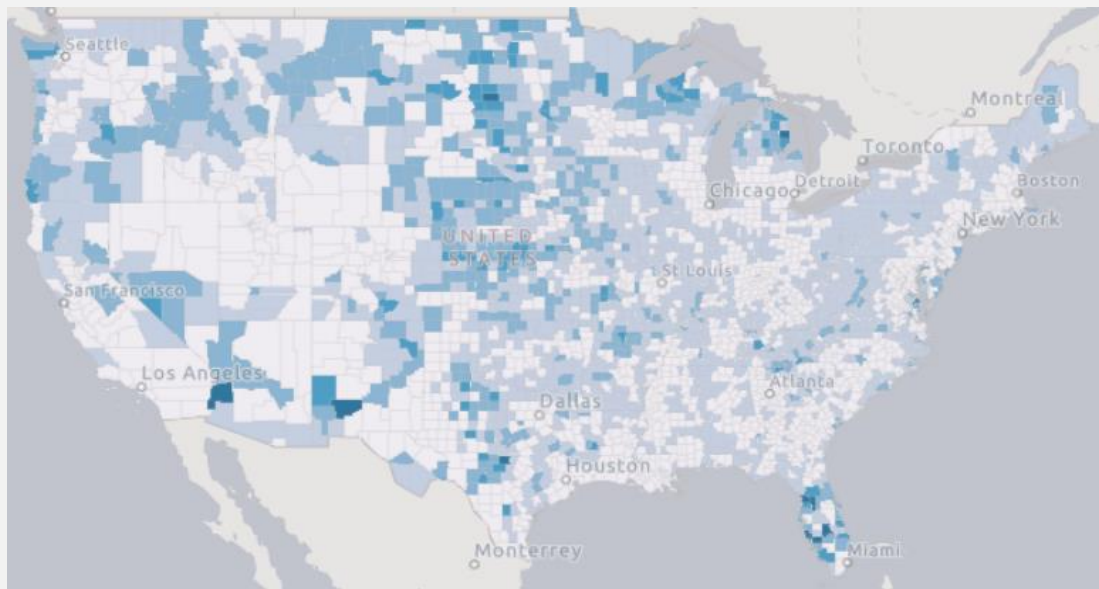 Seattle
Montreal
Toronto
Chicago
Detroit
Boston
New York
UNITED
STATES
St Louis
San Francisco
Los Angeles
Atlanta
Dallas
Houston
Monterrey
Miami